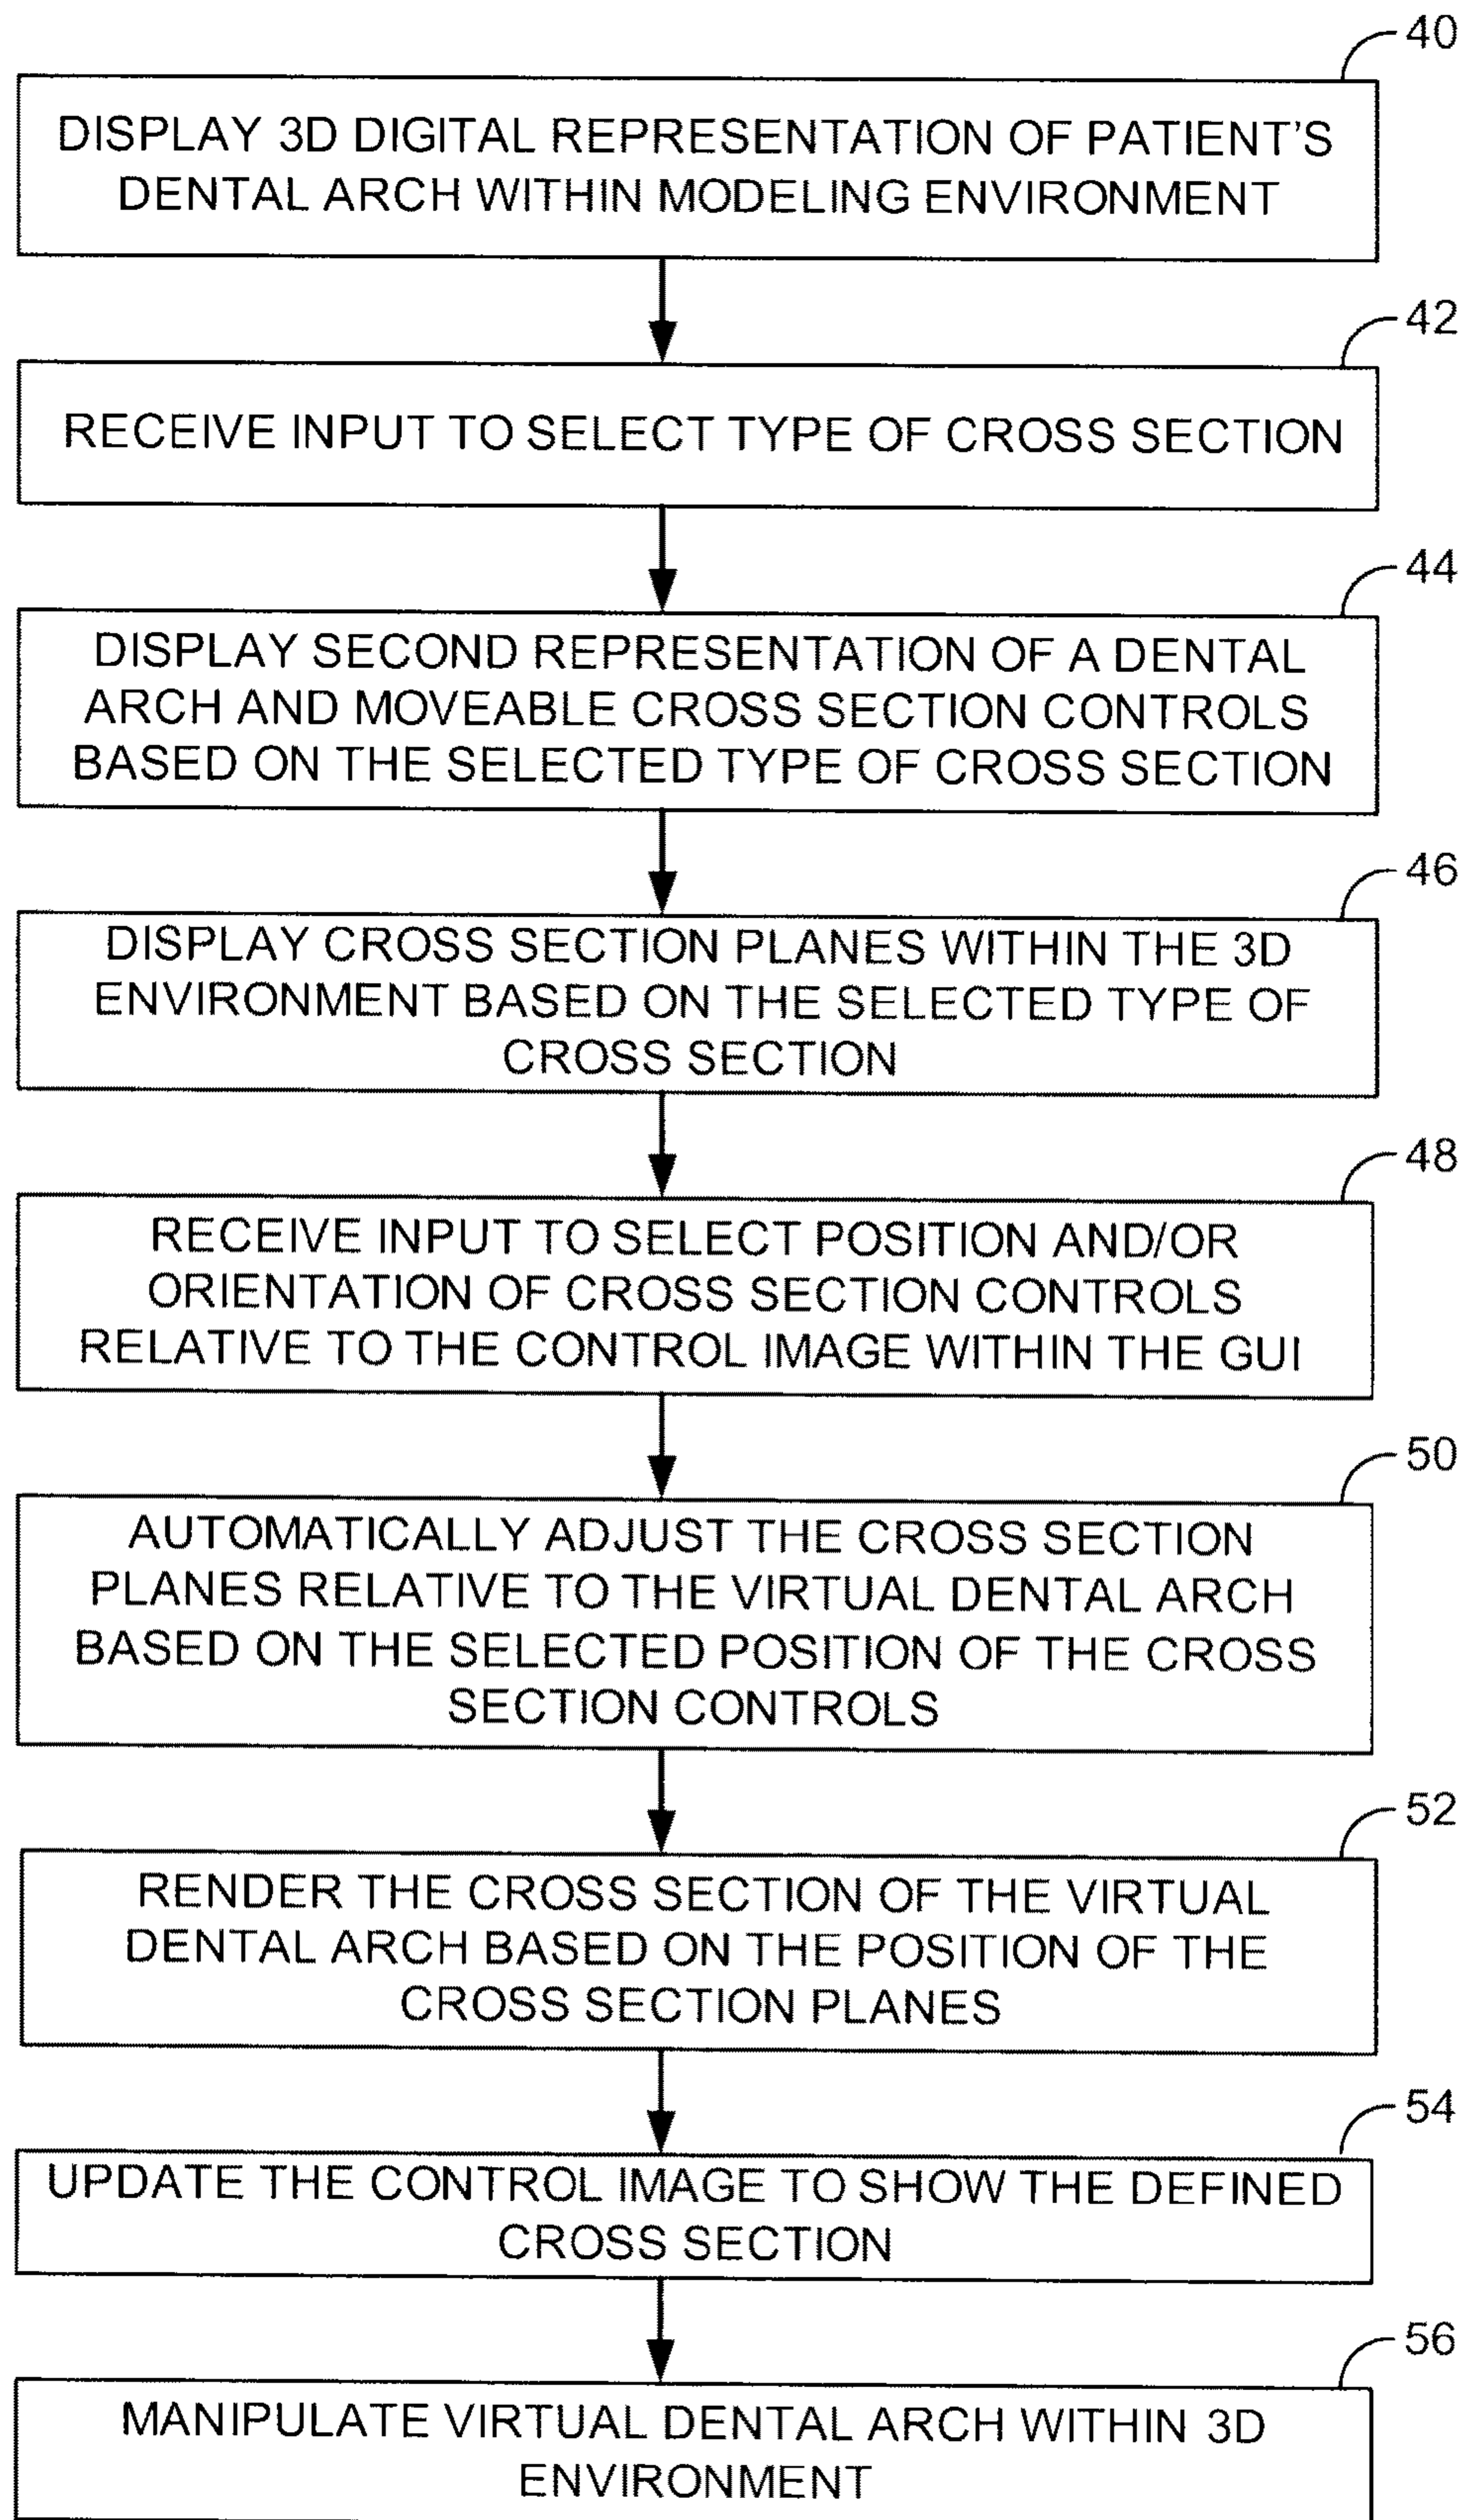 40
DISPLAY 3D DIGITAL REPRESENTATION OF PATIENT'S
DENTAL ARCH WITHIN MODELING ENVIRONMENT
42
RECEIVE INPUT TO SELECT TYPE OF CROSS SECTION
44
DISPLAY SECOND REPRESENTATION OF A DENTAL
ARCH AND MOVEABLE CROSS SECTION CONTROLS
BASED ON THE SELECTED TYPE OF CROSS SECTION
46
DISPLAY CROSS SECTION PLANES WITHIN THE 3D
ENVIRONMENT BASED ON THE SELECTED TYPE OF
CROSS SECTION
48
RECEIVE INPUT TO SELECT POSITION AND/OR
ORIENTATION OF CROSS SECTION CONTROLS
RELATIVE TO THE CONTROL IMAGE WITHIN THE GUI
50
AUTOMATICALLY ADJUST THE CROSS SECTION
PLANES RELATIVE TO THE VIRTUAL DENTAL ARCH
BASED ON THE SELECTED POSITION OF THE CROSS
SECTION CONTROLS
52
RENDER THE CROSS SECTION OF THE VIRTUAL
DENTAL ARCH BASED ON THE POSITION OF THE
CROSS SECTION PLANES
54
UPDATE THE CONTROL IMAGE TO SHOW THE DEFINED
CROSS SECTION
56
MANIPULATE VIRTUAL DENTAL ARCH WITHIN 3D
ENVIRONMENT